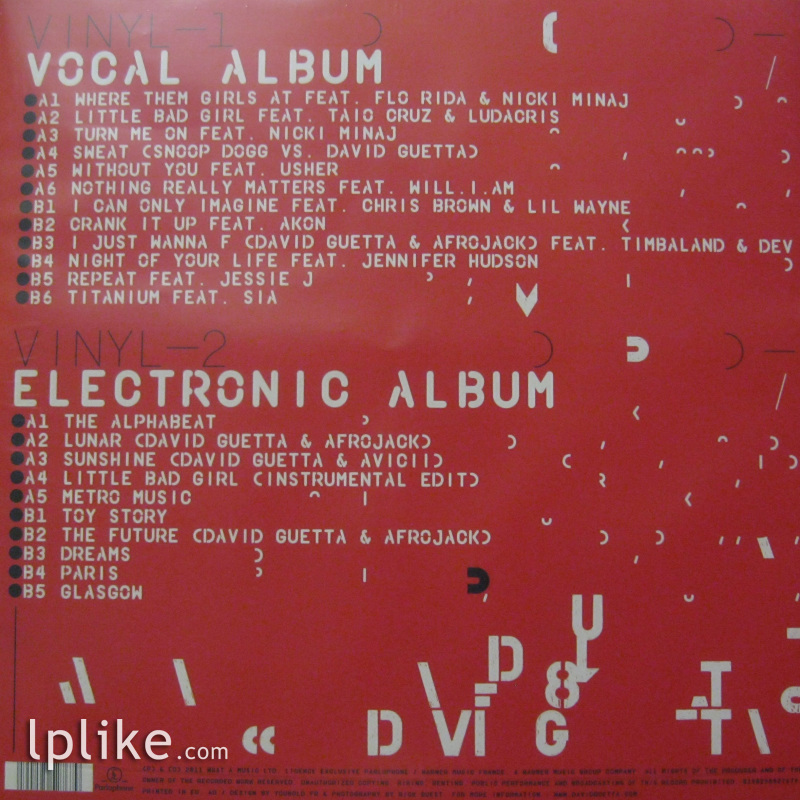 VINYL-1
VOCAL ALBUM
A1 WHERE THEM GIRLS AT FEAT. FLO RIDA & NICKI MINAJ
A2 LITTLE BAD GIRL FEAT. TAIO CRUZ & LUDACRIS
A3 TURN ME ON FEAT. NICKI MINAJ
A4 SWEAT (SNOOP DOGG VS. DAVID GUETTA)
A5 WITHOUT YOU FEAT. USHER
A6 NOTHING REALLY MATTERS FEAT. WILL.I.AM
B1 I CAN ONLY IMAGINE FEAT. CHRIS BROWN & LIL WAYNE
B2 CRANK IT UP FEAT. AKON
B3 I JUST WANNA F (DAVID GUETTA & AFROJACK) FEAT. TIMBALAND & DEV
B4 NIGHT OF YOUR LIFE FEAT. JENNIFER HUDSON
B5 REPEAT FEAT. JESSIE J
B6 TITANIUM FEAT. SIA
VINYL-2
ELECTRONIC ALBUM
A1 THE ALPHABEAT
A2 LUNAR (DAVID GUETTA & AFROJACK)
A3 SUNSHINE (DAVID GUETTA & AVICII)
A4 LITTLE BAD GIRL (INSTRUMENTAL EDIT)
A5 METRO MUSIC
B1 TOY STORY
B2 THE FUTURE (DAVID GUETTA & AFROJACK)
B3 DREAMS
B4 PARIS
B5 GLASGOW
lplike.com
Parlophone